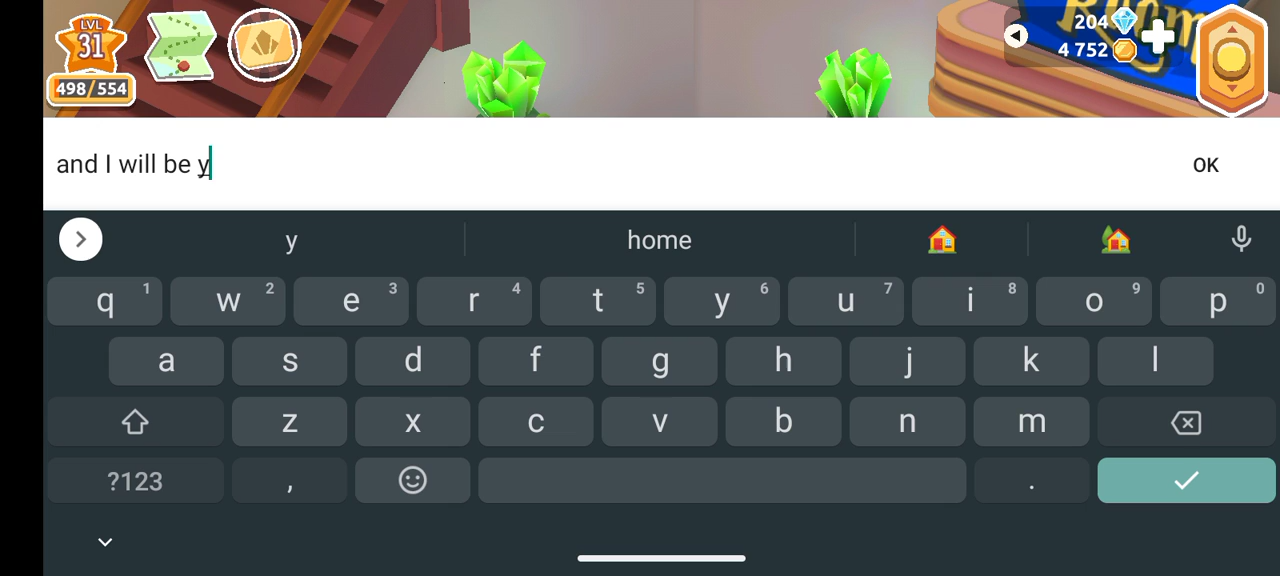 LVL
31
498/554
204
4 752
and I will be y
OK
y home
q 1 w 2 e 3 r 4 t 5 y 6 u 7 i 8 o 9 p 0
a s d f g h j k l
z x c v b n m
?123 , .